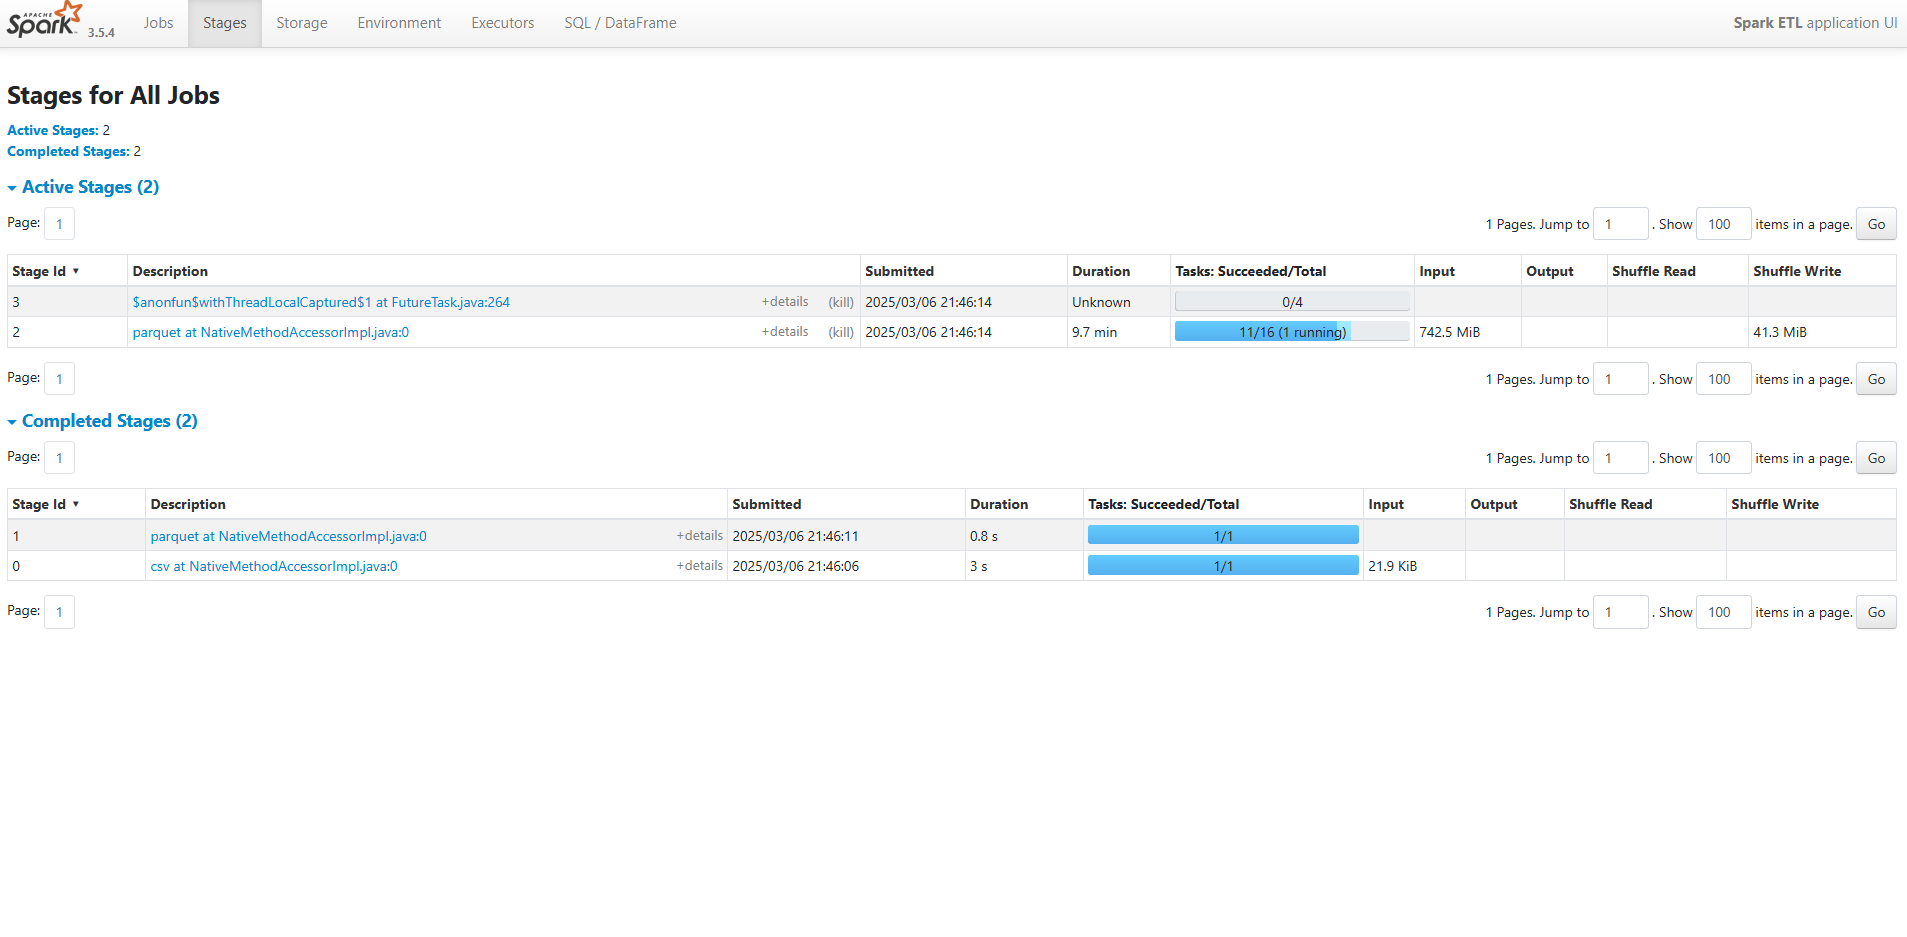 APACHE Spark 3.5.4 Jobs Stages Storage Environment Executors SQL / DataFrame Spark ETL application UI
Stages for All Jobs
Active Stages: 2
Completed Stages: 2
Active Stages (2)
Page: 1 1 Pages. Jump to 1 . Show 100 items in a page. Go
Stage Id ▾ Description Submitted Duration Tasks: Succeeded/Total Input Output Shuffle Read Shuffle Write
3 $anonfun$withThreadLocalCaptured$1 at FutureTask.java:264 +details (kill) 2025/03/06 21:46:14 Unknown 0/4
2 parquet at NativeMethodAccessorImpl.java:0 +details (kill) 2025/03/06 21:46:14 9.7 min 11/16 (1 running) 742.5 MiB 41.3 MiB
Page: 1 1 Pages. Jump to 1 . Show 100 items in a page. Go
Completed Stages (2)
Page: 1 1 Pages. Jump to 1 . Show 100 items in a page. Go
Stage Id ▾ Description Submitted Duration Tasks: Succeeded/Total Input Output Shuffle Read Shuffle Write
1 parquet at NativeMethodAccessorImpl.java:0 +details 2025/03/06 21:46:11 0.8 s 1/1
0 csv at NativeMethodAccessorImpl.java:0 +details 2025/03/06 21:46:06 3 s 1/1 21.9 KiB
Page: 1 1 Pages. Jump to 1 . Show 100 items in a page. Go